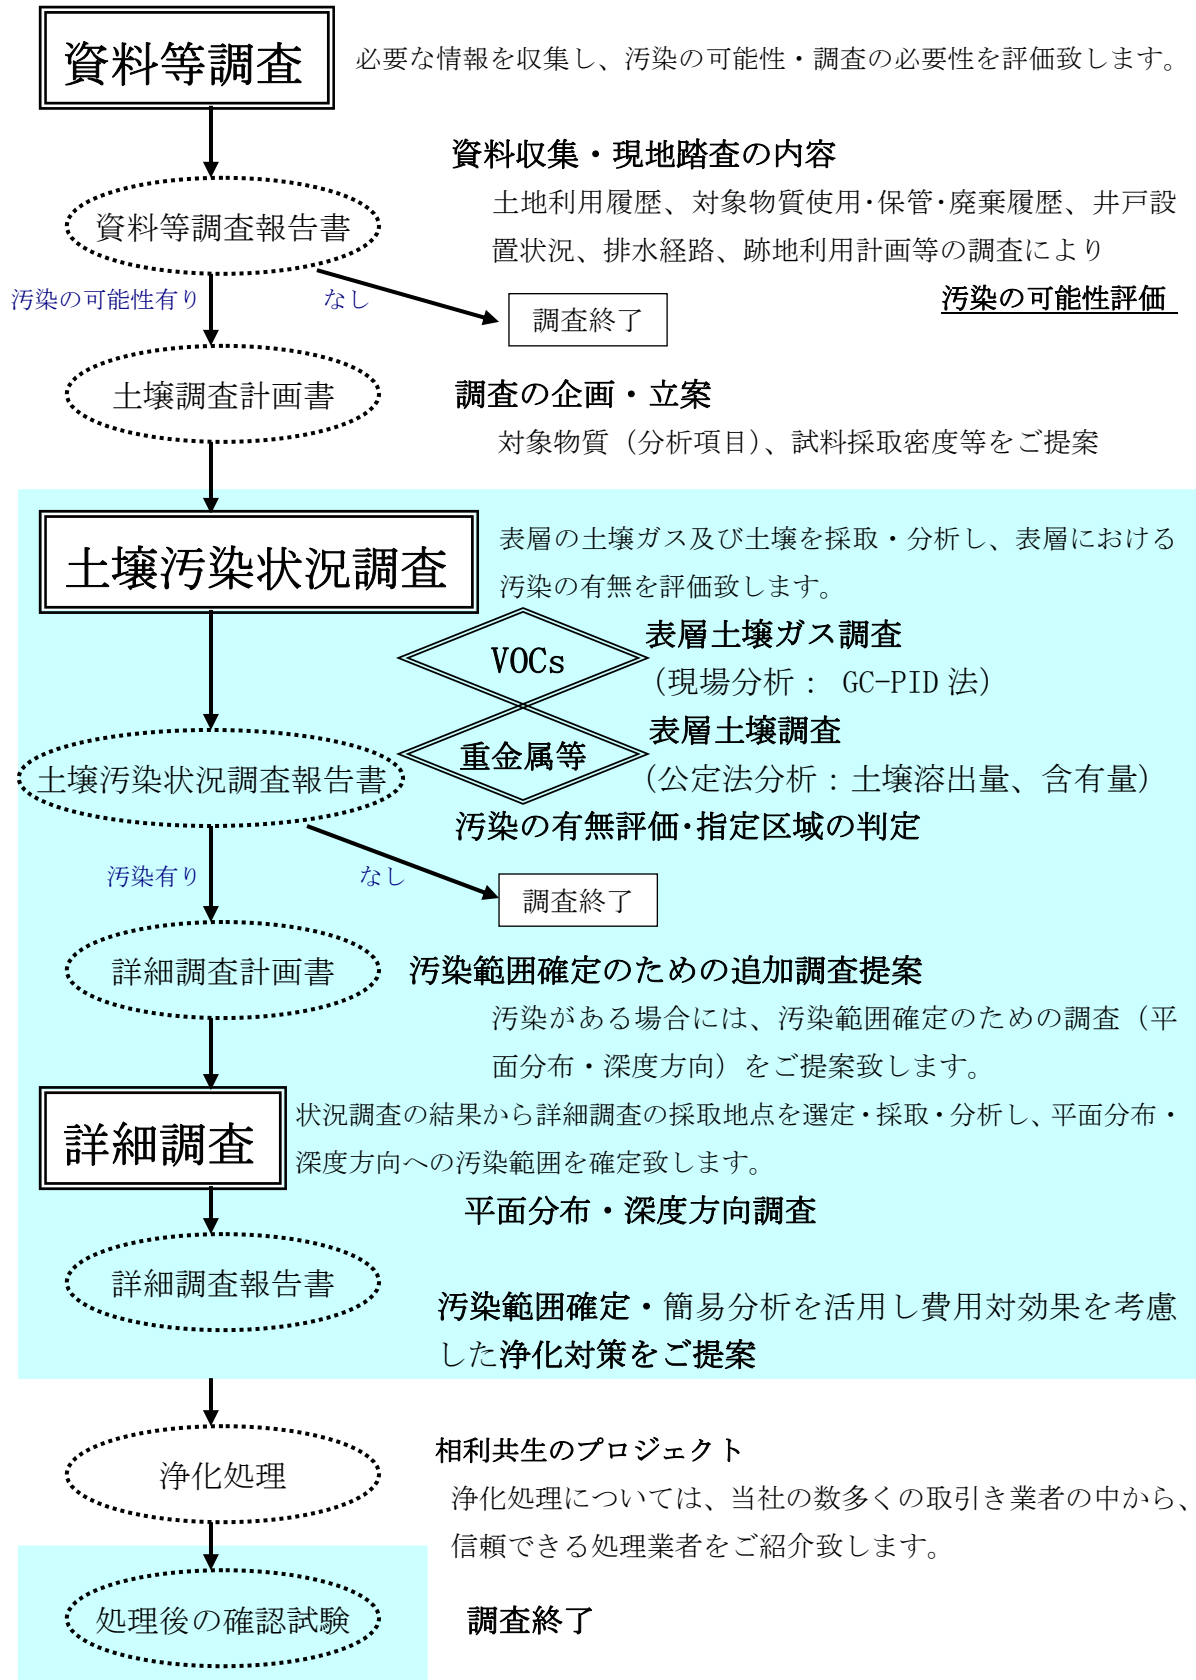 資料等調査
必要な情報を収集し、汚染の可能性・調査の必要性を評価致します。
資料収集・現地踏査の内容
土地利用履歴、対象物質使用･保管･廃棄履歴、井戸設
置状況、排水経路、跡地利用計画等の調査により
資料等調査報告書
汚染の可能性有り
なし
調査終了
汚染の可能性評価
土壌調査計画書
調査の企画・立案
対象物質（分析項目）、試料採取密度等をご提案
土壌汚染状況調査
表層の土壌ガス及び土壌を採取・分析し、表層における
汚染の有無を評価致します。
VOCs
表層土壌ガス調査
（現場分析： GC-PID 法）
重金属等
表層土壌調査
（公定法分析：土壌溶出量、含有量）
土壌汚染状況調査報告書
汚染の有無評価･指定区域の判定
汚染有り
なし
調査終了
詳細調査計画書
汚染範囲確定のための追加調査提案
汚染がある場合には、汚染範囲確定のための調査（平
面分布・深度方向）をご提案致します。
詳細調査
状況調査の結果から詳細調査の採取地点を選定・採取・分析し、平面分布・
深度方向への汚染範囲を確定致します。
平面分布・深度方向調査
詳細調査報告書
汚染範囲確定・簡易分析を活用し費用対効果を考慮
した浄化対策をご提案
浄化処理
相利共生のプロジェクト
浄化処理については、当社の数多くの取引き業者の中から、
信頼できる処理業者をご紹介致します。
処理後の確認試験
調査終了